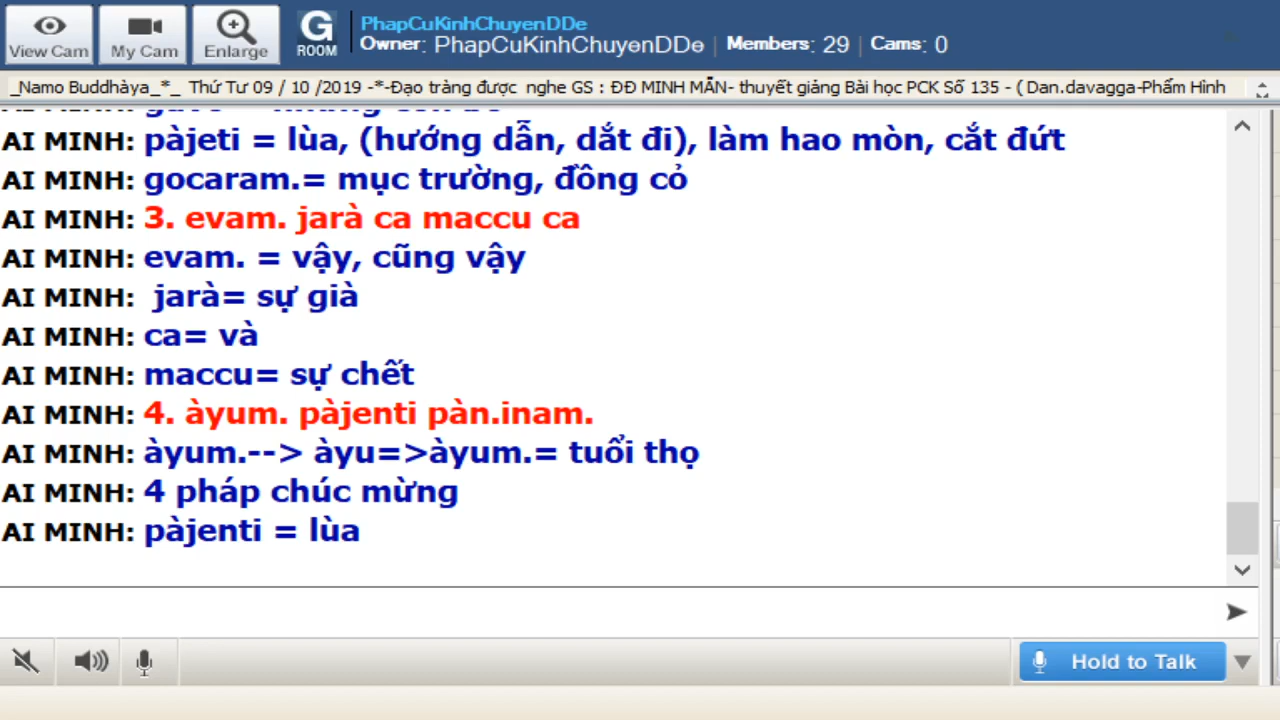 View Cam
My Cam
Enlarge
G
ROOM
PhapCuKinhChuyenDDe
Owner: PhapCuKinhChuyenDDe | Members: 29 | Cams: 0
_Namo Buddhàya_*_ Thứ Tư 09 / 10 /2019 -*-Đạo tràng được nghe GS : ĐĐ MINH MẪN- thuyết giảng Bài học PCK Số 135 - ( Dan.davagga-Phẩm Hình
AI MINH: pàjeti = lùa, (hướng dẫn, dắt đi), làm hao mòn, cắt đứt
AI MINH: gocaram.= mục trường, đồng cỏ
AI MINH: 3. evam. jarà ca maccu ca
AI MINH: evam. = vậy, cũng vậy
AI MINH: jarà= sự già
AI MINH: ca= và
AI MINH: maccu= sự chết
AI MINH: 4. àyum. pàjenti pàn.inam.
AI MINH: àyum.--> àyu=>àyum.= tuổi thọ
AI MINH: 4 pháp chúc mừng
AI MINH: pàjenti = lùa
Hold to Talk